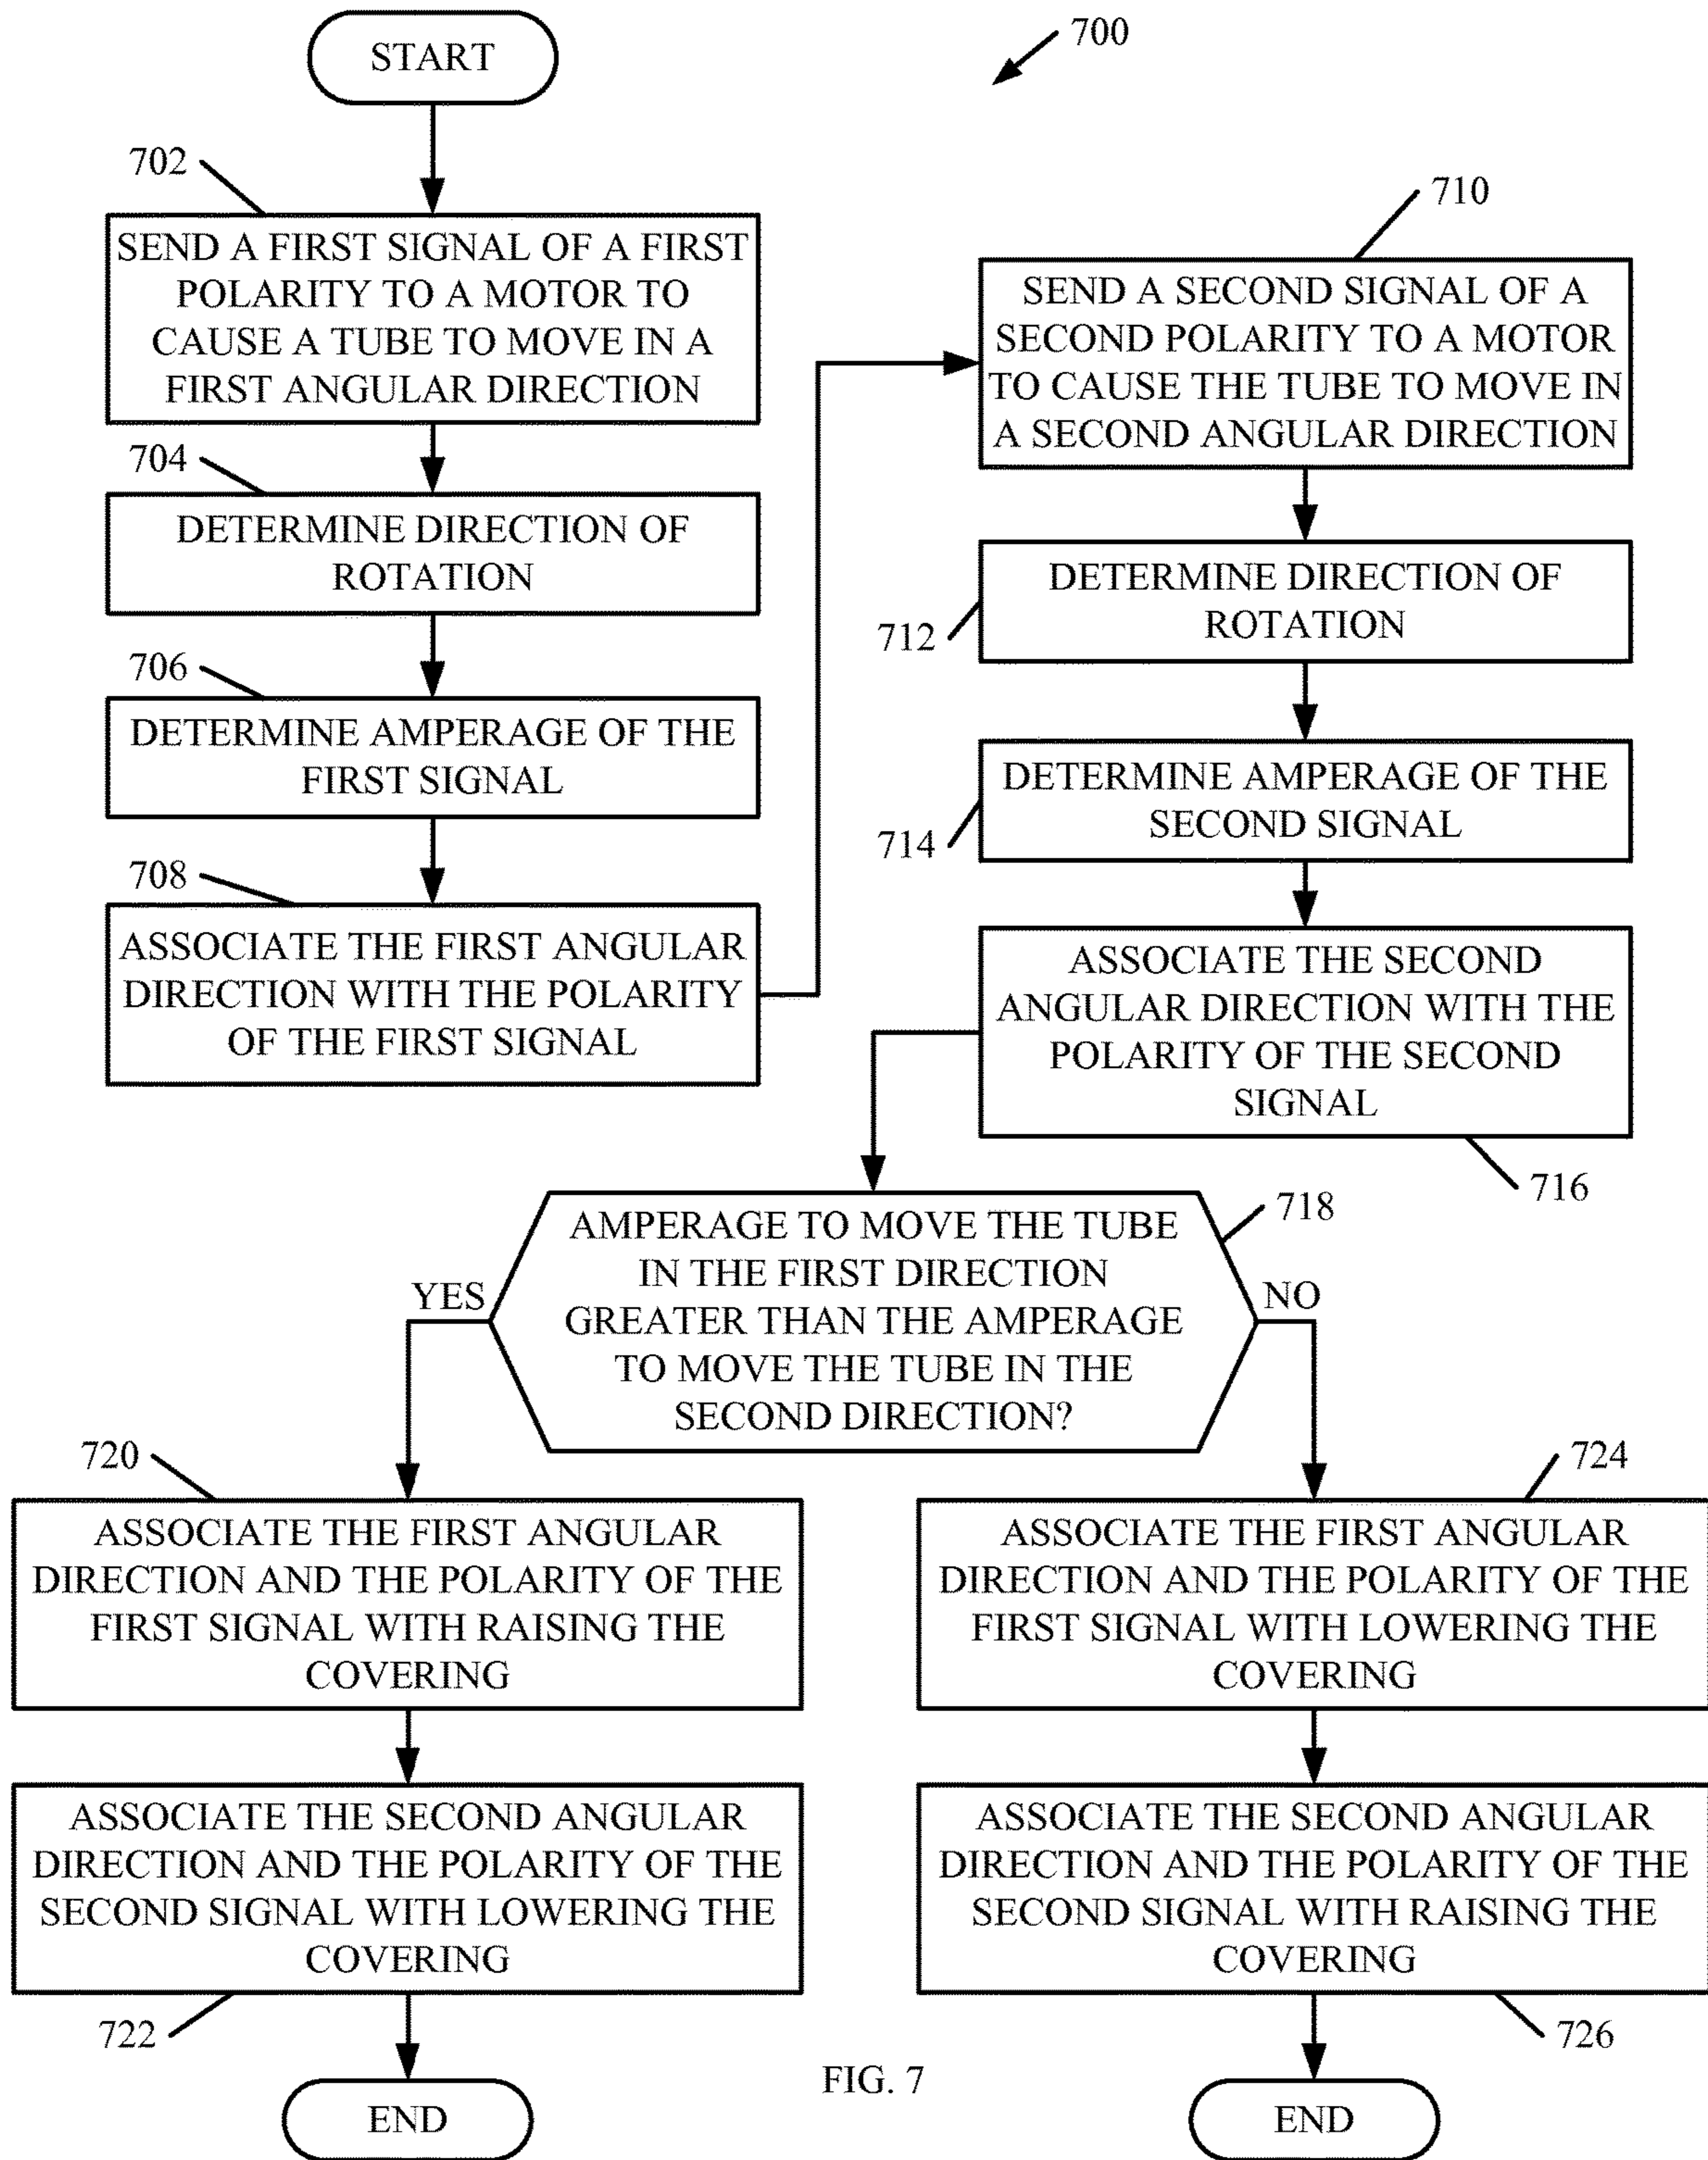 START
700
702
SEND A FIRST SIGNAL OF A FIRST
POLARITY TO A MOTOR TO
CAUSE A TUBE TO MOVE IN A
FIRST ANGULAR DIRECTION
704
DETERMINE DIRECTION OF
ROTATION
706
DETERMINE AMPERAGE OF THE
FIRST SIGNAL
708
ASSOCIATE THE FIRST ANGULAR
DIRECTION WITH THE POLARITY
OF THE FIRST SIGNAL
710
SEND A SECOND SIGNAL OF A
SECOND POLARITY TO A MOTOR
TO CAUSE THE TUBE TO MOVE IN
A SECOND ANGULAR DIRECTION
712
DETERMINE DIRECTION OF
ROTATION
714
DETERMINE AMPERAGE OF THE
SECOND SIGNAL
ASSOCIATE THE SECOND
ANGULAR DIRECTION WITH THE
POLARITY OF THE SECOND
SIGNAL
716
718
AMPERAGE TO MOVE THE TUBE
IN THE FIRST DIRECTION
GREATER THAN THE AMPERAGE
TO MOVE THE TUBE IN THE
SECOND DIRECTION?
YES
NO
720
ASSOCIATE THE FIRST ANGULAR
DIRECTION AND THE POLARITY OF THE
FIRST SIGNAL WITH RAISING THE
COVERING
ASSOCIATE THE SECOND ANGULAR
DIRECTION AND THE POLARITY OF THE
SECOND SIGNAL WITH LOWERING THE
COVERING
722
END
724
ASSOCIATE THE FIRST ANGULAR
DIRECTION AND THE POLARITY OF THE
FIRST SIGNAL WITH LOWERING THE
COVERING
ASSOCIATE THE SECOND ANGULAR
DIRECTION AND THE POLARITY OF THE
SECOND SIGNAL WITH RAISING THE
COVERING
726
END
FIG. 7